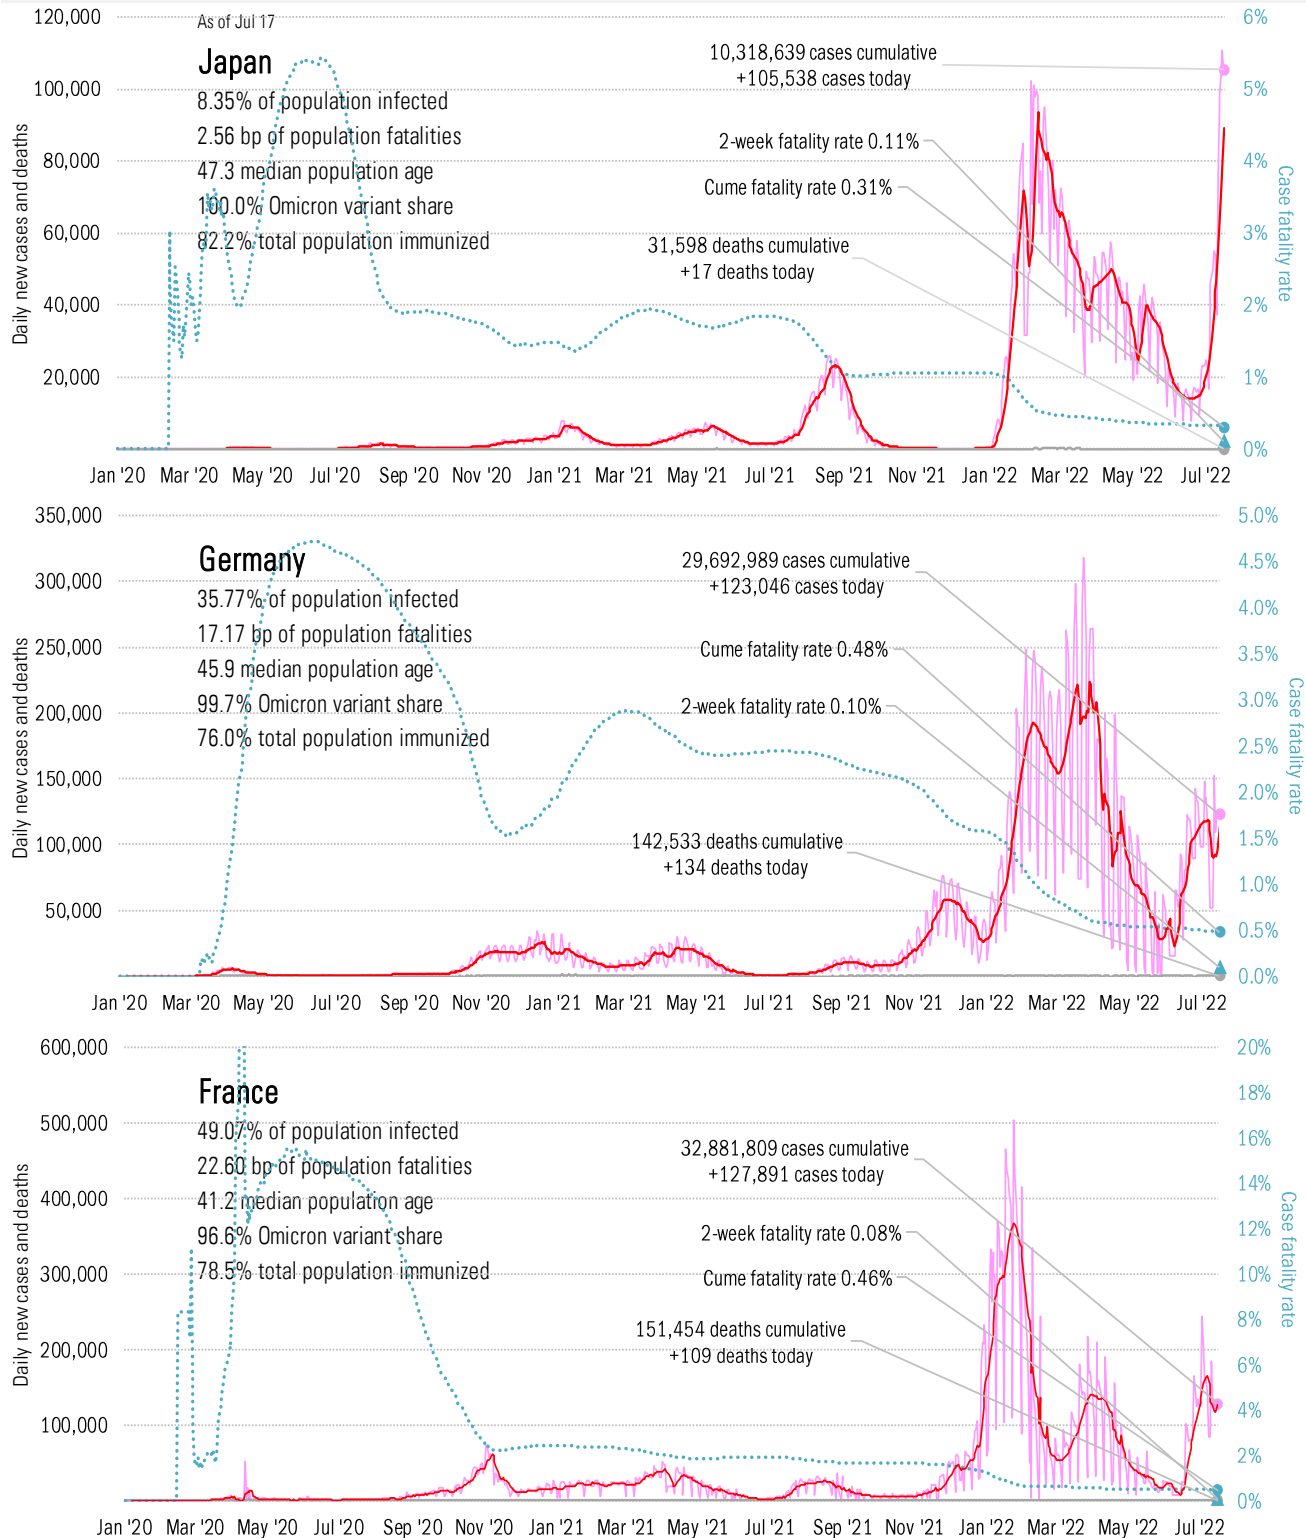 As of Jul 17
Japan
8.35% of population infected
2.56 bp of population fatalities
47.3 median population age
100.0% Omicron variant share
82.2% total population immunized
10,318,639 cases cumulative
+105,538 cases today
2-week fatality rate 0.11%
Cume fatality rate 0.31%
31,598 deaths cumulative
+17 deaths today
Daily new cases and deaths
120,000
100,000
80,000
60,000
40,000
20,000
6%
5%
4%
3%
2%
1%
0%
Case fatality rate
Jan '20 Mar '20 May '20 Jul '20 Sep '20 Nov '20 Jan '21 Mar '21 May '21 Jul '21 Sep '21 Nov '21 Jan '22 Mar '22 May '22 Jul '22
Germany
35.77% of population infected
17.17 bp of population fatalities
45.9 median population age
99.7% Omicron variant share
76.0% total population immunized
29,692,989 cases cumulative
+123,046 cases today
Cume fatality rate 0.48%
2-week fatality rate 0.10%
142,533 deaths cumulative
+134 deaths today
Daily new cases and deaths
350,000
300,000
250,000
200,000
150,000
100,000
50,000
5.0%
4.5%
4.0%
3.5%
3.0%
2.5%
2.0%
1.5%
1.0%
0.5%
0.0%
Case fatality rate
Jan '20 Mar '20 May '20 Jul '20 Sep '20 Nov '20 Jan '21 Mar '21 May '21 Jul '21 Sep '21 Nov '21 Jan '22 Mar '22 May '22 Jul '22
France
49.07% of population infected
22.60 bp of population fatalities
41.2 median population age
96.6% Omicron variant share
78.5% total population immunized
32,881,809 cases cumulative
+127,891 cases today
2-week fatality rate 0.08%
Cume fatality rate 0.46%
151,454 deaths cumulative
+109 deaths today
Daily new cases and deaths
600,000
500,000
400,000
300,000
200,000
100,000
20%
18%
16%
14%
12%
10%
8%
6%
4%
2%
0%
Case fatality rate
Jan '20 Mar '20 May '20 Jul '20 Sep '20 Nov '20 Jan '21 Mar '21 May '21 Jul '21 Sep '21 Nov '21 Jan '22 Mar '22 May '22 Jul '22